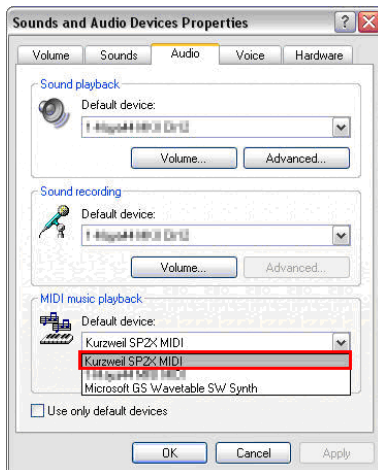 Sounds and Audio Devices Properties
Volume Sounds Audio Voice Hardware
Sound playback
Default device:
Volume... Advanced...
Sound recording
Default device:
Volume... Advanced...
MIDI music playback
Default device:
Kurzweil SP2X MIDI
Kurzweil SP2X MIDI
Microsoft GS Wavetable SW Synth
Use only default devices
OK Cancel Apply